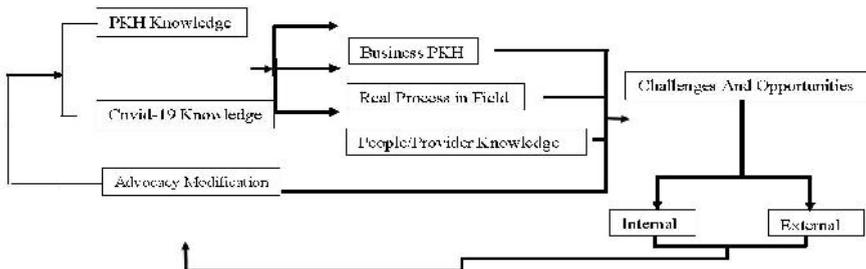 PKH Knowledge
Business PKH
Challenges And Opportunities
Real Process in Field
Covid-19 Knowledge
People/Provider Knowledge
Advocacy Modification
Internal
External